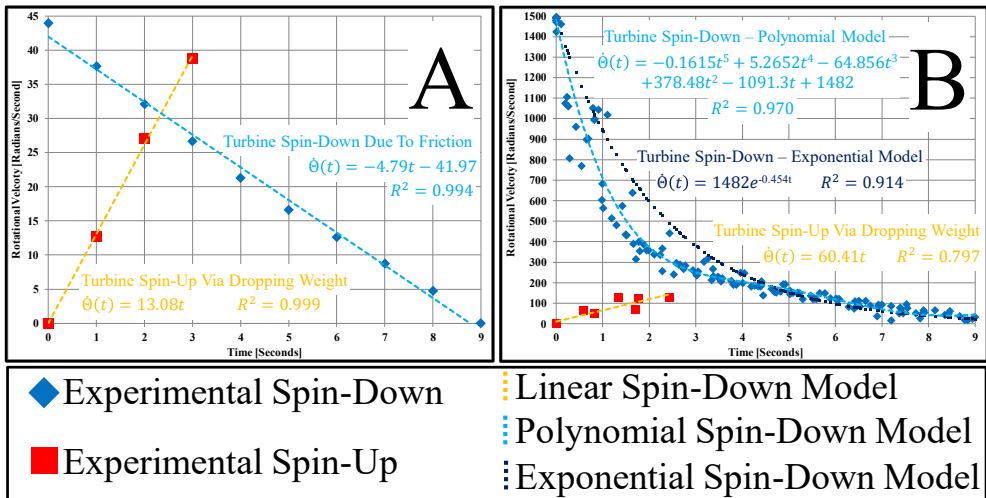 A
Turbine Spin-Down Due To Friction
Θ̇(t) = −4.79t − 41.97
R² = 0.994
Turbine Spin-Up Via Dropping Weight
Θ̇(t) = 13.08t R² = 0.999
Rotational Velcoty [Radians/Second]
45
40
35
30
25
20
15
10
5
0
0 1 2 3 4 5 6 7 8 9
Time [Seconds]
B
Turbine Spin-Down – Polynomial Model
Θ̇(t) = −0.1615t⁵ + 5.2652t⁴ − 64.856t³
+378.48t² − 1091.3t + 1482
R² = 0.970
Turbine Spin-Down – Exponential Model
Θ̇(t) = 1482e^-0.454t R² = 0.914
Turbine Spin-Up Via Dropping Weight
Θ̇(t) = 60.41t R² = 0.797
Rotational Velcoty [Radians/Second]
1500
1400
1300
1200
1100
1000
900
800
700
600
500
400
300
200
100
0
0 1 2 3 4 5 6 7 8 9
Time [Seconds]
Experimental Spin-Down
Experimental Spin-Up
Linear Spin-Down Model
Polynomial Spin-Down Model
Exponential Spin-Down Model